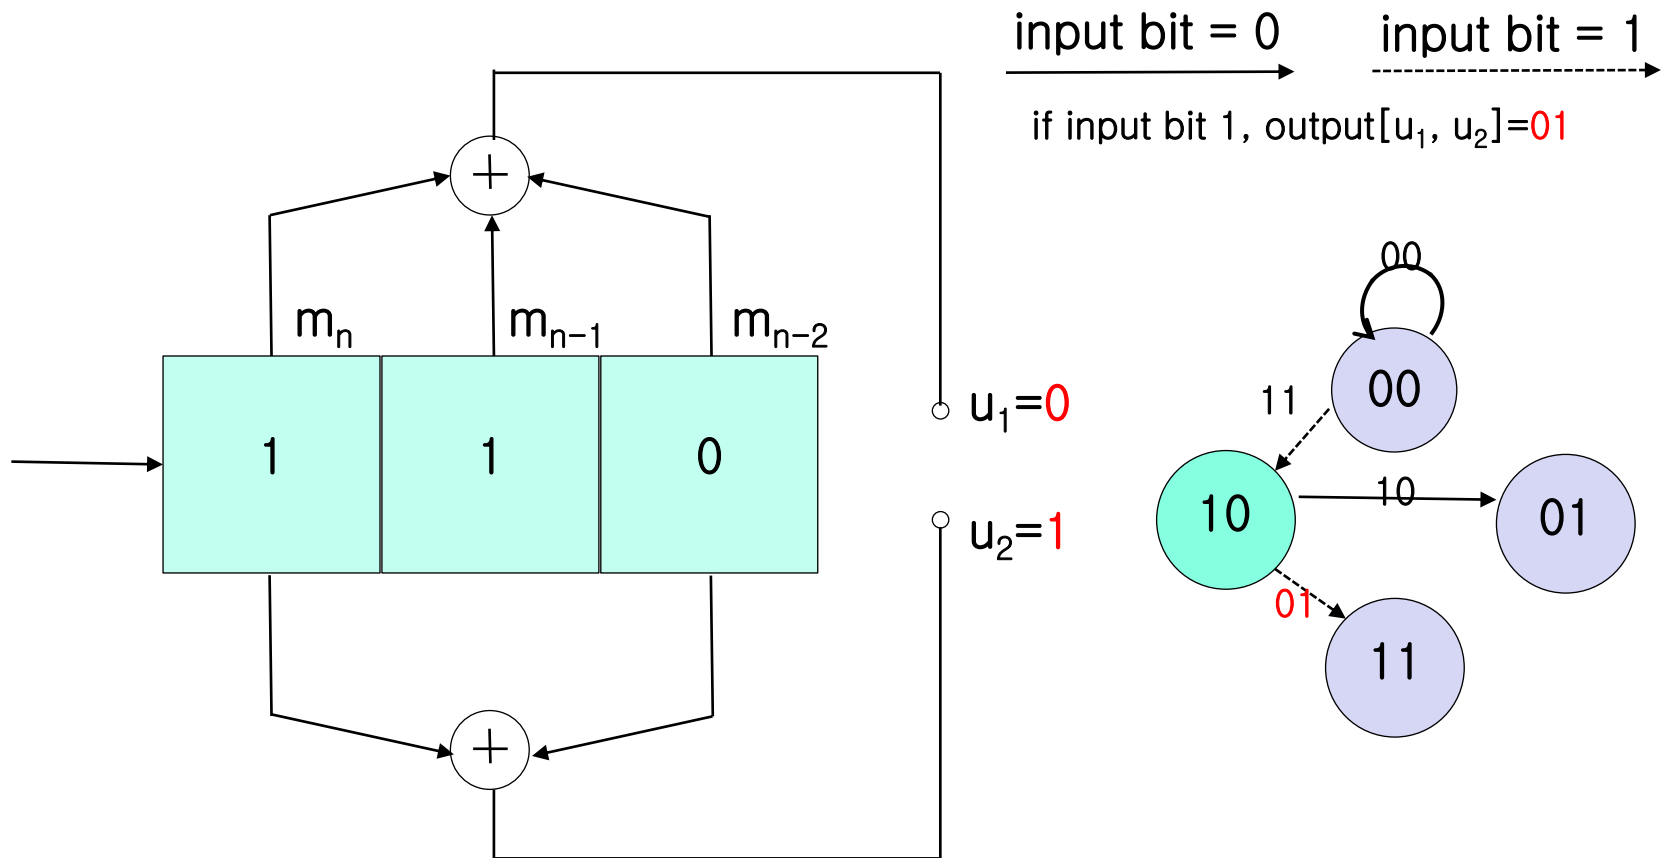 input bit = 0
input bit = 1
if input bit 1, output[u₁, u₂]=01
+
00
mₙ
mₙ₋₁
mₙ₋₂
00
11
u₁=0
1
1
0
10
10
01
u₂=1
01
11
+